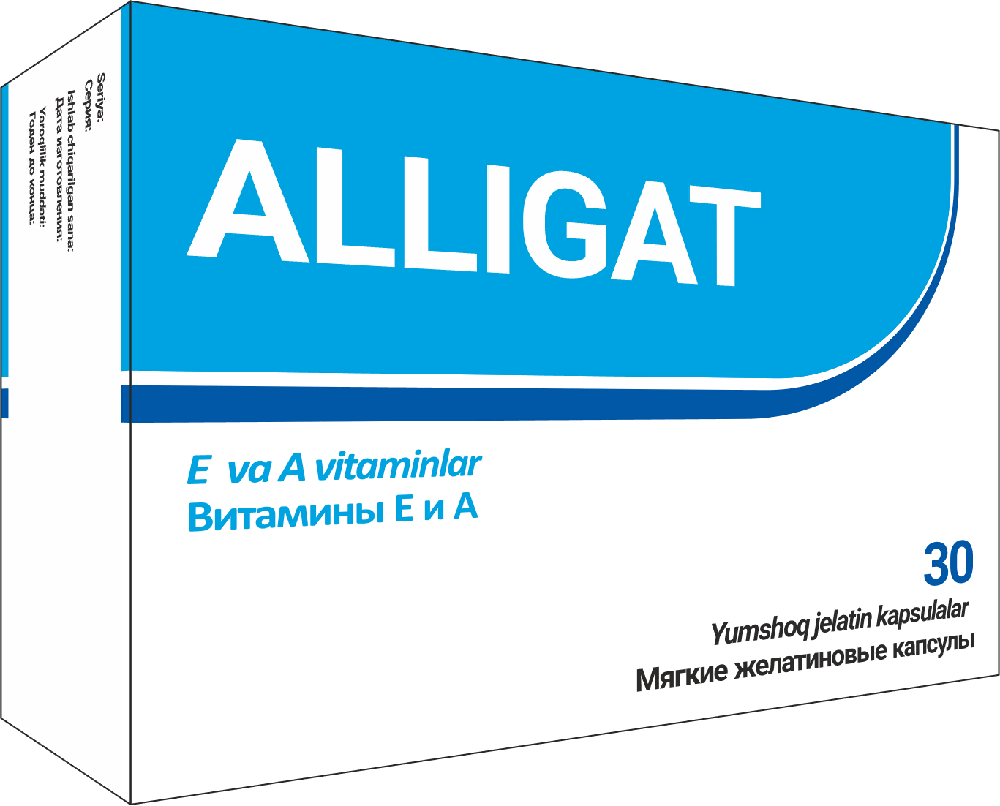 Seriya:
Серия:
Ishlab chiqarilgan sana:
Дата изготовления:
Yaroqlilik muddati:
Годен до конца:
ALLIGAT
E va A vitaminlar
Витамины Е и А
30
Yumshoq jelatin kapsulalar
Мягкие желатиновые капсулы